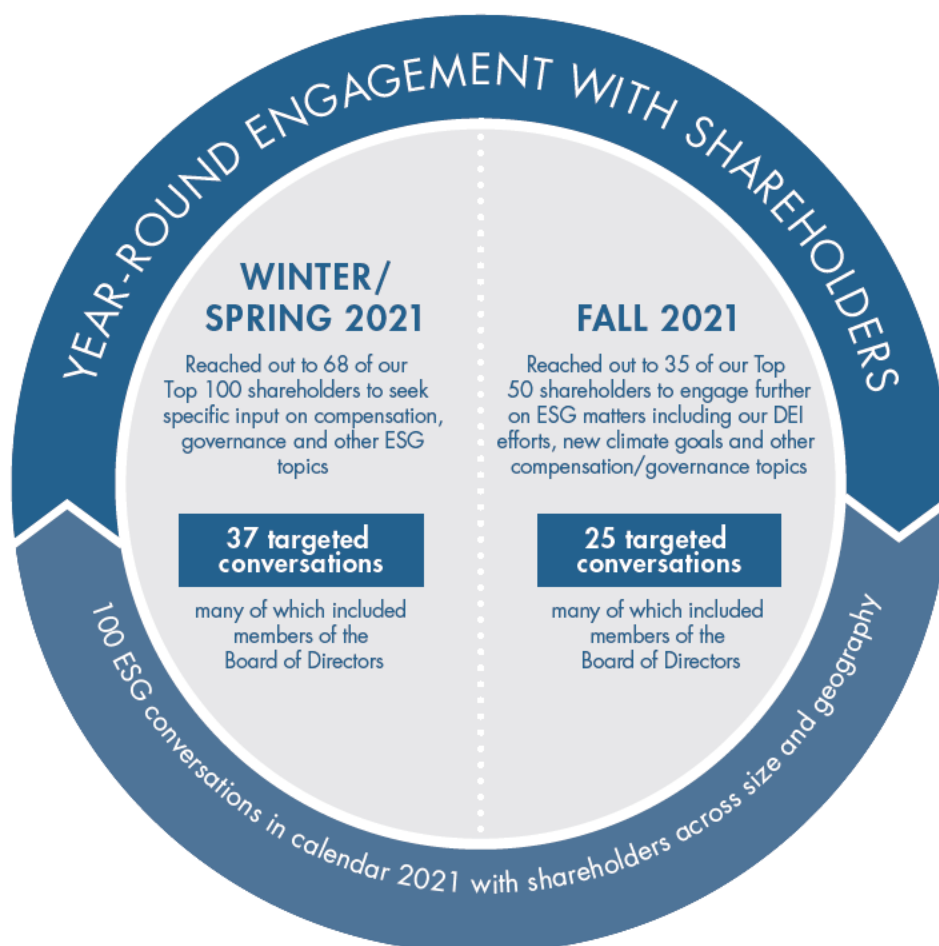 YEAR-ROUND ENGAGEMENT WITH SHAREHOLDERS
WINTER/
SPRING 2021
Reached out to 68 of our
Top 100 shareholders to seek
specific input on compensation,
governance and other ESG
topics
37 targeted
conversations
many of which included
members of the
Board of Directors
FALL 2021
Reached out to 35 of our Top
50 shareholders to engage further
on ESG matters including our DEI
efforts, new climate goals and other
compensation/governance topics
25 targeted
conversations
many of which included
members of the
Board of Directors
100 ESG conversations in calendar 2021 with shareholders across size and geography